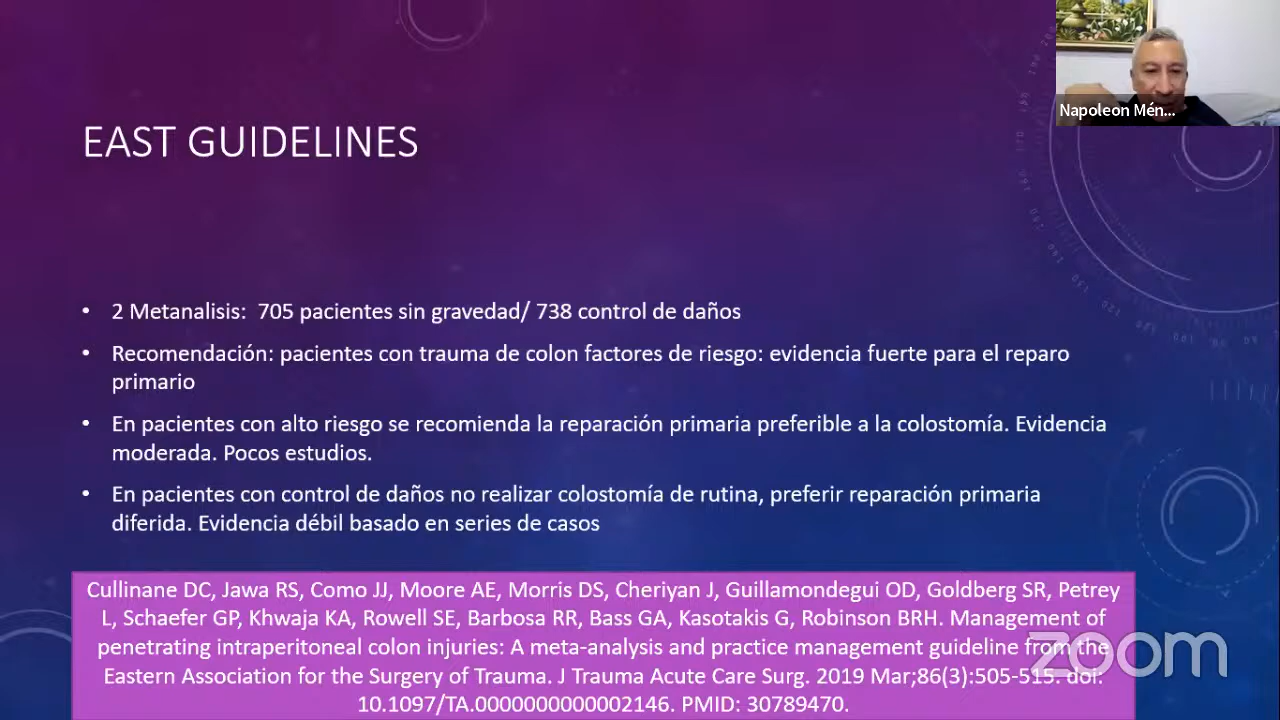 Napoleon Mén...
EAST GUIDELINES
• 2 Metanalisis:  705 pacientes sin gravedad/ 738 control de daños
• Recomendación: pacientes con trauma de colon factores de riesgo: evidencia fuerte para el reparo
primario
• En pacientes con alto riesgo se recomienda la reparación primaria preferible a la colostomía. Evidencia
moderada. Pocos estudios.
• En pacientes con control de daños no realizar colostomía de rutina, preferir reparación primaria
diferida. Evidencia débil basado en series de casos
Cullinane DC, Jawa RS, Como JJ, Moore AE, Morris DS, Cheriyan J, Guillamondegui OD, Goldberg SR, Petrey
L, Schaefer GP, Khwaja KA, Rowell SE, Barbosa RR, Bass GA, Kasotakis G, Robinson BRH. Management of
penetrating intraperitoneal colon injuries: A meta-analysis and practice management guideline from the
Eastern Association for the Surgery of Trauma. J Trauma Acute Care Surg. 2019 Mar;86(3):505-515. doi:
10.1097/TA.0000000000002146. PMID: 30789470.
zoom